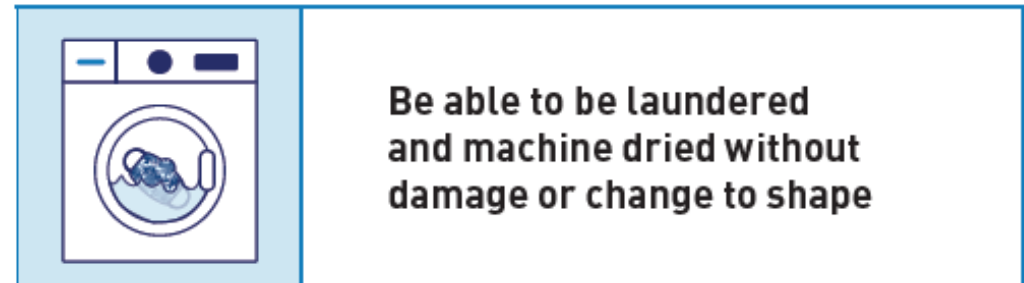 Be able to be laundered
and machine dried without
damage or change to shape